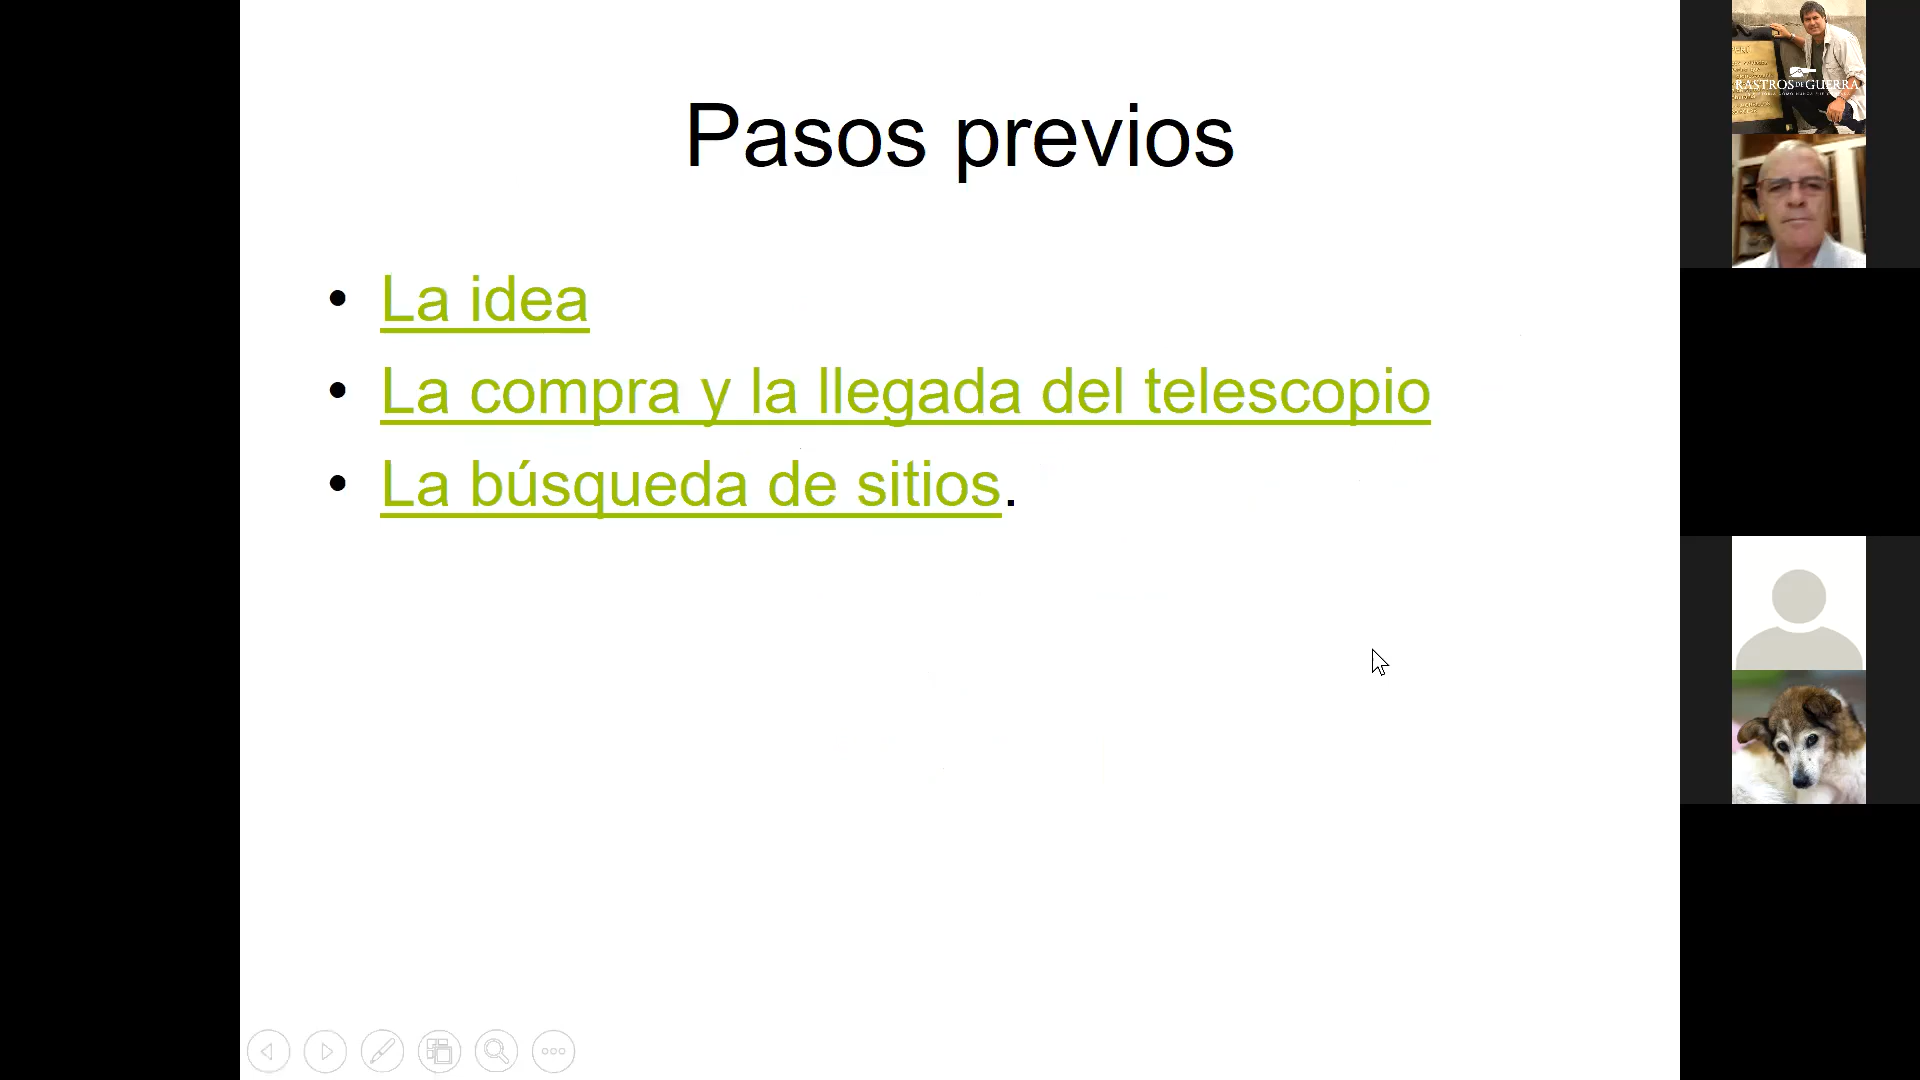 Pasos previos
• La idea
• La compra y la llegada del telescopio
• La búsqueda de sitios.
RASTROS DE GUERRA